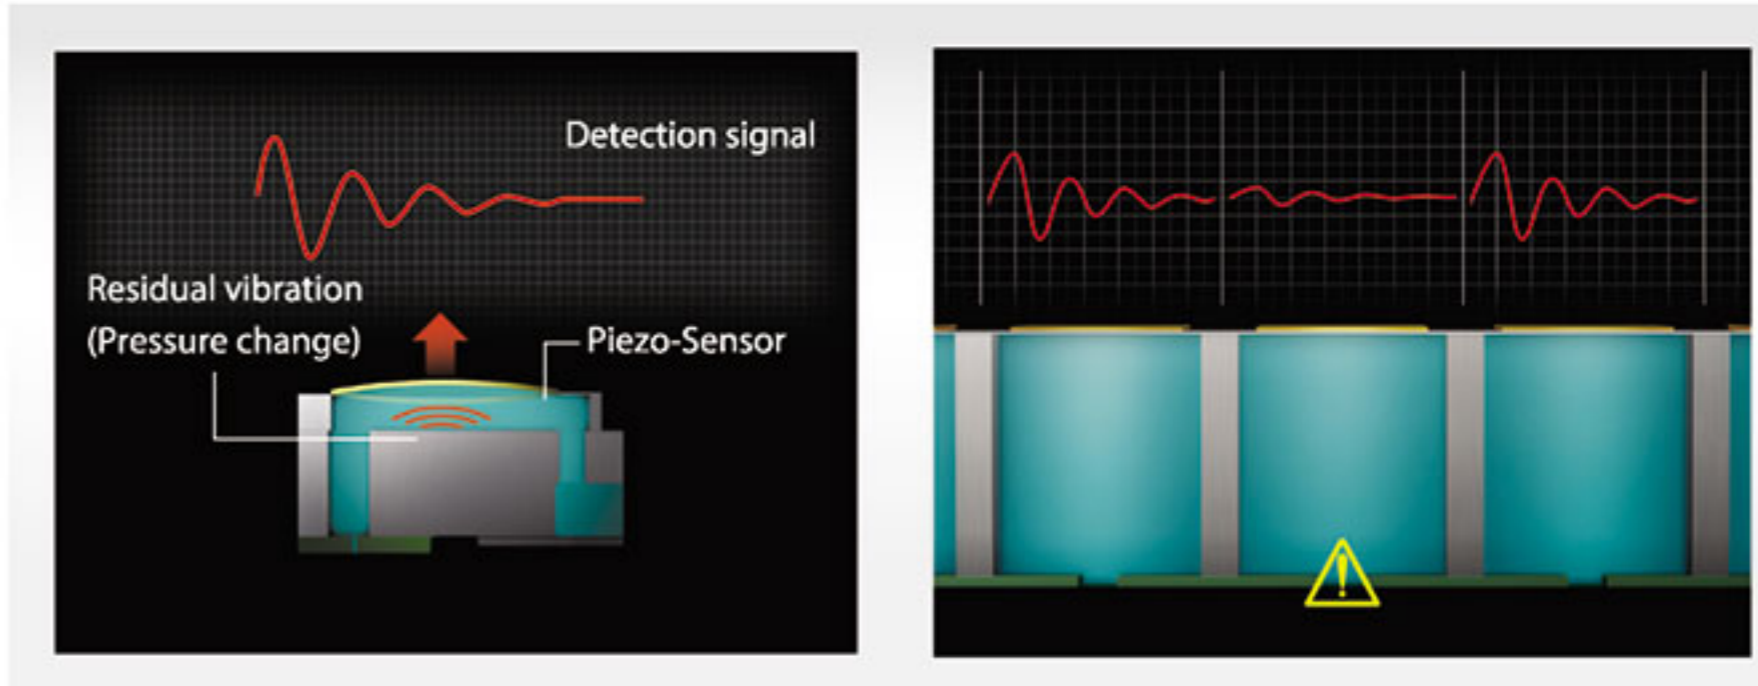 Detection signal
Residual vibration
(Pressure change)
Piezo-Sensor